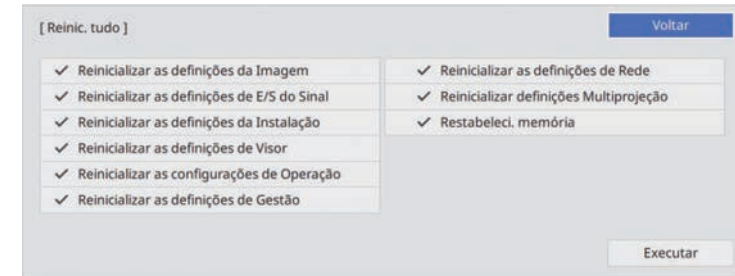 [ Reinic. tudo ]
Voltar
Reinicializar as definições da Imagem
Reinicializar as definições de E/S do Sinal
Reinicializar as definições da Instalação
Reinicializar as definições de Visor
Reinicializar as configurações de Operação
Reinicializar as definições de Gestão
Reinicializar as definições de Rede
Reinicializar definições Multiprojeção
Restabeleci. memória
Executar